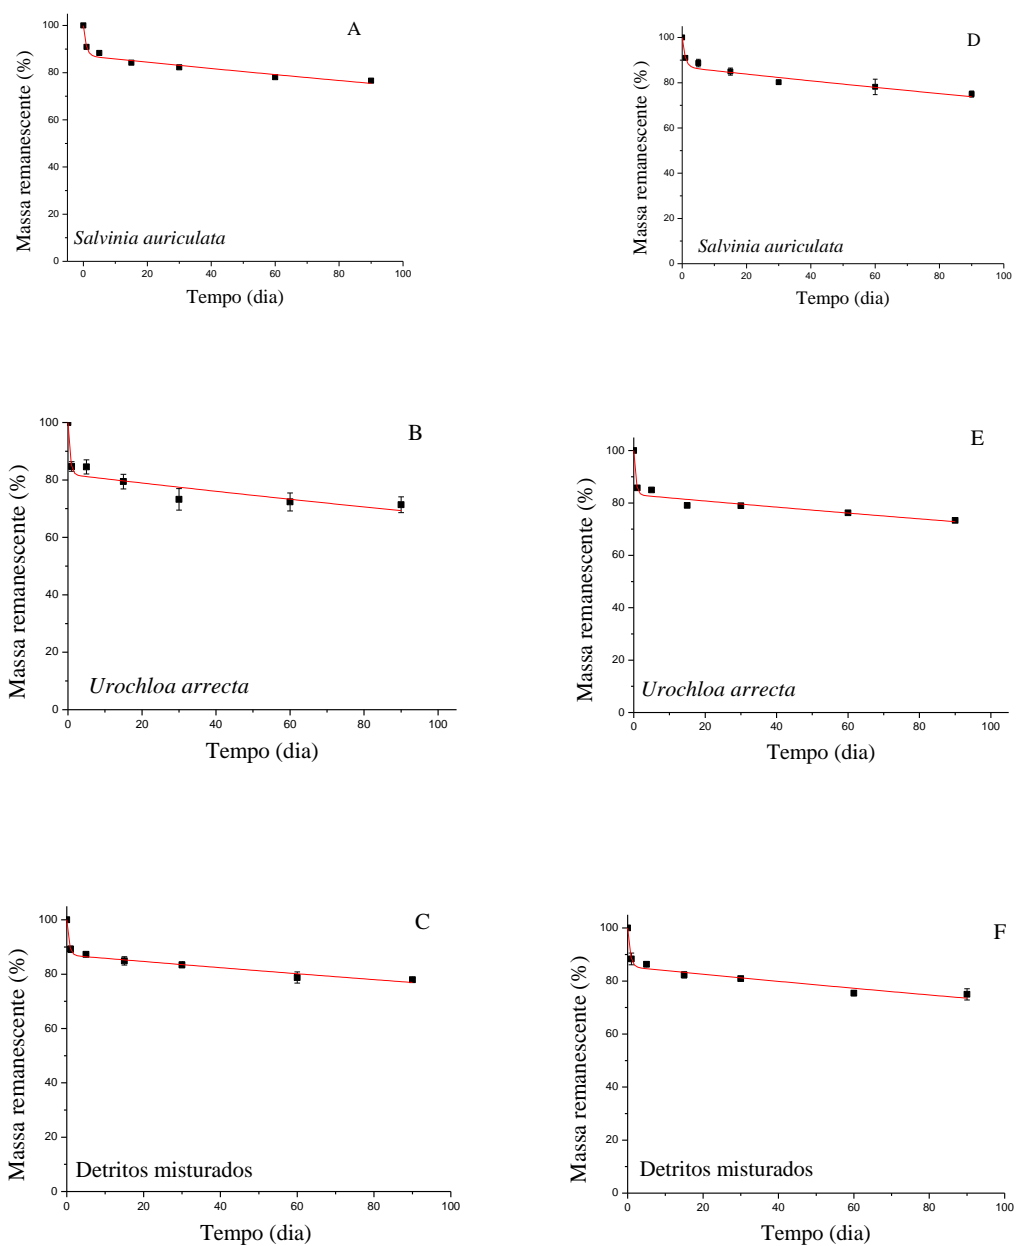 A
Massa remanescente (%)
100
80
60
40
20
0
Salvinia auriculata
0 20 40 60 80 100
Tempo (dia)
D
Massa remanescente (%)
100
80
60
40
20
0
Salvinia auriculata
0 20 40 60 80 100
Tempo (dia)
B
Massa remanescente (%)
100
80
60
40
20
0
Urochloa arrecta
0 20 40 60 80 100
Tempo (dia)
E
Massa remanescente (%)
100
80
60
40
20
0
Urochloa arrecta
0 20 40 60 80 100
Tempo (dia)
C
Massa remanescente (%)
100
80
60
40
20
0
Detritos misturados
0 20 40 60 80 100
Tempo (dia)
F
Massa remanescente (%)
100
80
60
40
20
0
Detritos misturados
0 20 40 60 80 100
Tempo (dia)